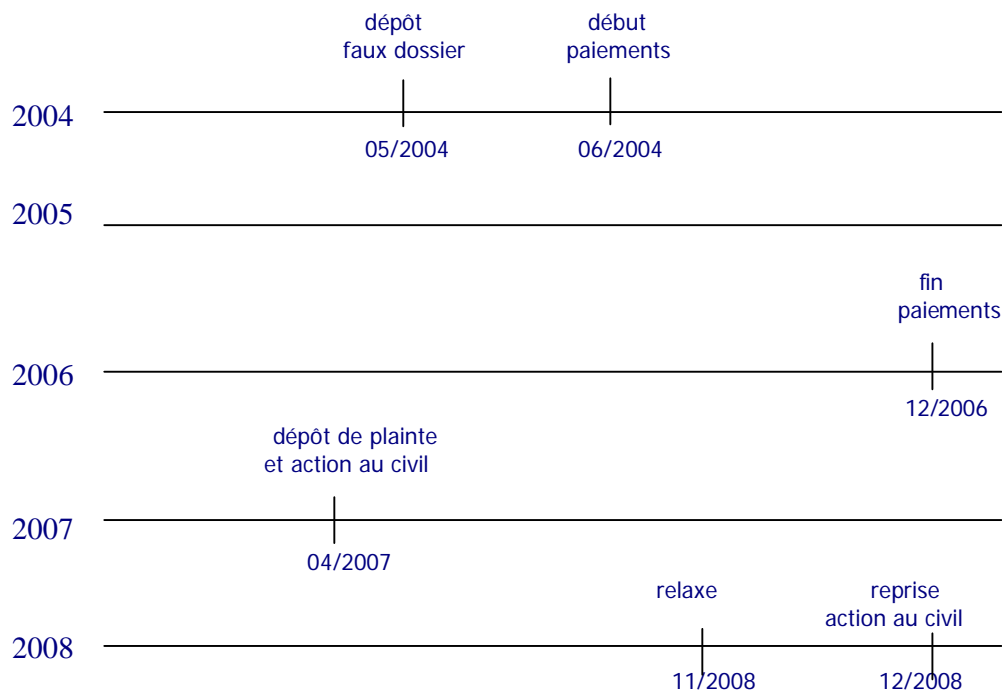 dépôt
faux dossier
début
paiements
2004
05/2004
06/2004
2005
fin
paiements
2006
12/2006
dépôt de plainte
et action au civil
2007
04/2007
relaxe
reprise
action au civil
2008
11/2008
12/2008